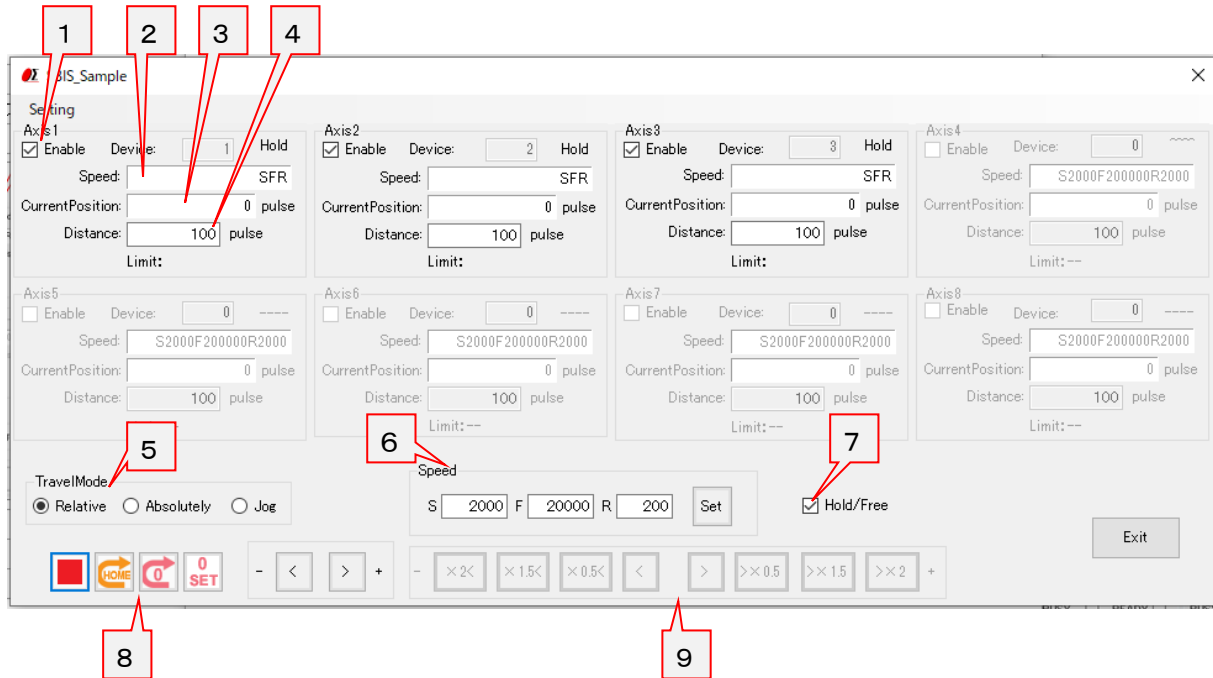 1 2 3 4
SBIS_Sample
Setting
Axis1 Axis2 Axis3 Axis4
Enable Device: 1 Hold Enable Device: 2 Hold Enable Device: 3 Hold Enable Device: 0 ~~~~
Speed: SFR Speed: SFR Speed: SFR Speed: S2000F200000R2000
CurrentPosition: 0 pulse CurrentPosition: 0 pulse CurrentPosition: 0 pulse CurrentPosition: 0 pulse
Distance: 100 pulse Distance: 100 pulse Distance: 100 pulse Distance: 100 pulse
Limit: Limit: Limit: Limit:--
Axis5 Axis6 Axis7 Axis8
Enable Device: 0 ---- Enable Device: 0 ---- Enable Device: 0 ---- Enable Device: 0 ----
Speed: S2000F200000R2000 Speed: S2000F200000R2000 Speed: S2000F200000R2000 Speed: S2000F200000R2000
CurrentPosition: 0 pulse CurrentPosition: 0 pulse CurrentPosition: 0 pulse CurrentPosition: 0 pulse
Distance: 100 pulse Distance: 100 pulse Distance: 100 pulse Distance: 100 pulse
Limit:-- Limit:-- Limit:--
5 6 7
TravelMode Speed
Relative Absolutely Jog S 2000 F 20000 R 200 Set Hold/Free
Exit
HOME 0 0 SET - < > + - ×2< ×1.5< ×0.5< < > >×0.5 >×1.5 >×2 +
8 9